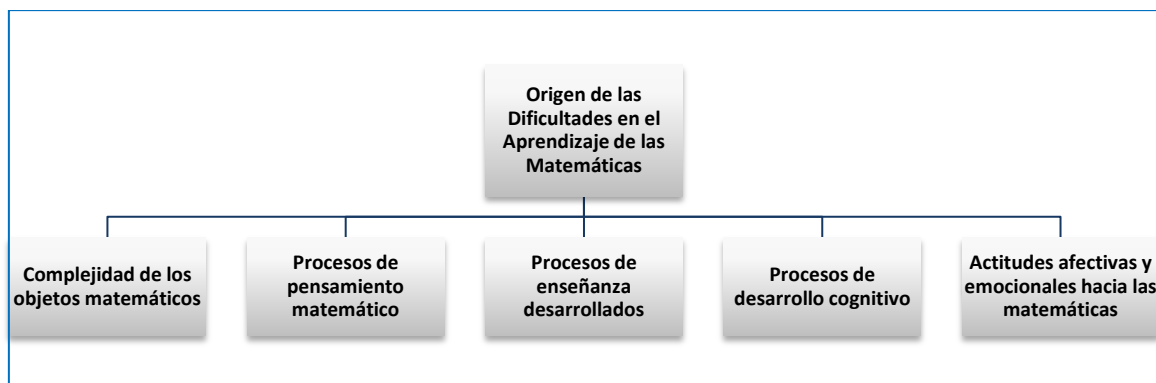 Origen de las
Dificultades en el
Aprendizaje de las
Matemáticas
Complejidad de los
objetos matemáticos
Procesos de
pensamiento
matemático
Procesos de
enseñanza
desarrollados
Procesos de
desarrollo cognitivo
Actitudes afectivas y
emocionales hacia las
matemáticas